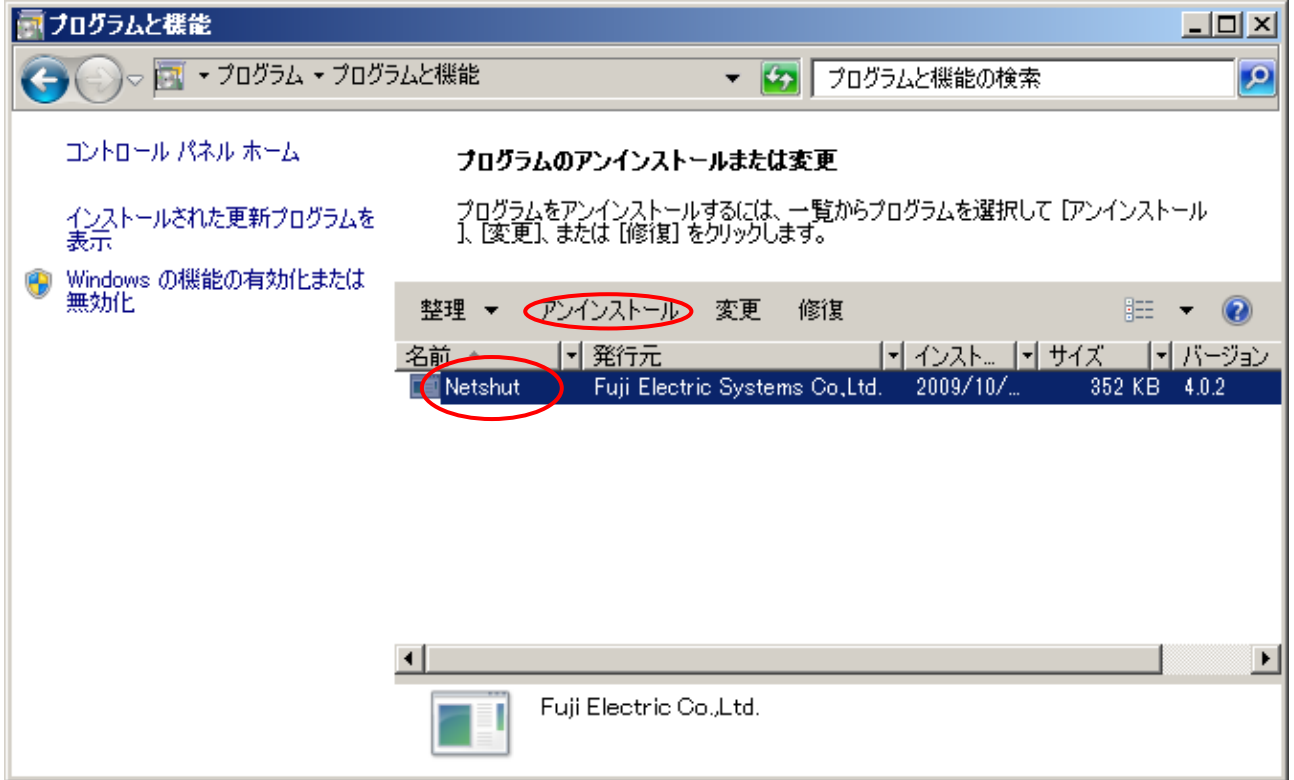 プログラムと機能
プログラム プログラムと機能
プログラムと機能の検索
コントロール パネル ホーム
インストールされた更新プログラムを
表示
Windows の機能の有効化または
無効化
プログラムのアンインストールまたは変更
プログラムをアンインストールするには、一覧からプログラムを選択して [アンインストール
]、[変更]、または [修復] をクリックします。
整理 アンインストール 変更 修復
名前 発行元 インスト... サイズ バージョン
Netshut Fuji Electric Systems Co,Ltd. 2009/10/... 352 KB 4.0.2
Fuji Electric Co.,Ltd.